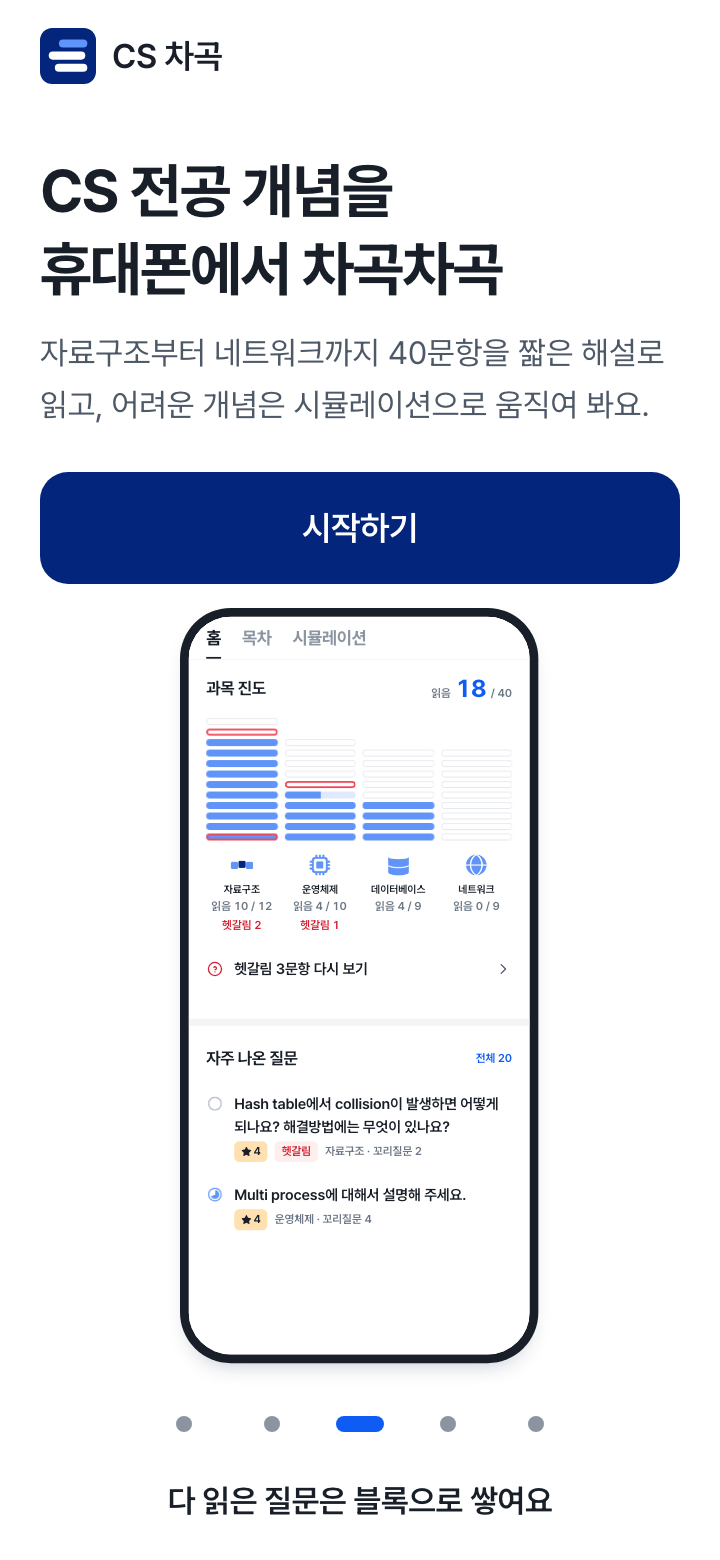 CS 차곡
CS 전공 개념을
휴대폰에서 차곡차곡
자료구조부터 네트워크까지 40문항을 짧은 해설로
읽고, 어려운 개념은 시뮬레이션으로 움직여 봐요.
시작하기
홈 목차 시뮬레이션
과목 진도 읽음 18 / 40
자료구조 운영체제 데이터베이스 네트워크
읽음 10 / 12 읽음 4 / 10 읽음 4 / 9 읽음 0 / 9
헷갈림 2 헷갈림 1
헷갈림 3문항 다시 보기
자주 나온 질문 전체 20
Hash table에서 collision이 발생하면 어떻게
되나요? 해결방법에는 무엇이 있나요?
★4 헷갈림 자료구조 · 꼬리질문 2
Multi process에 대해서 설명해 주세요.
★4 운영체제 · 꼬리질문 4
다 읽은 질문은 블록으로 쌓여요